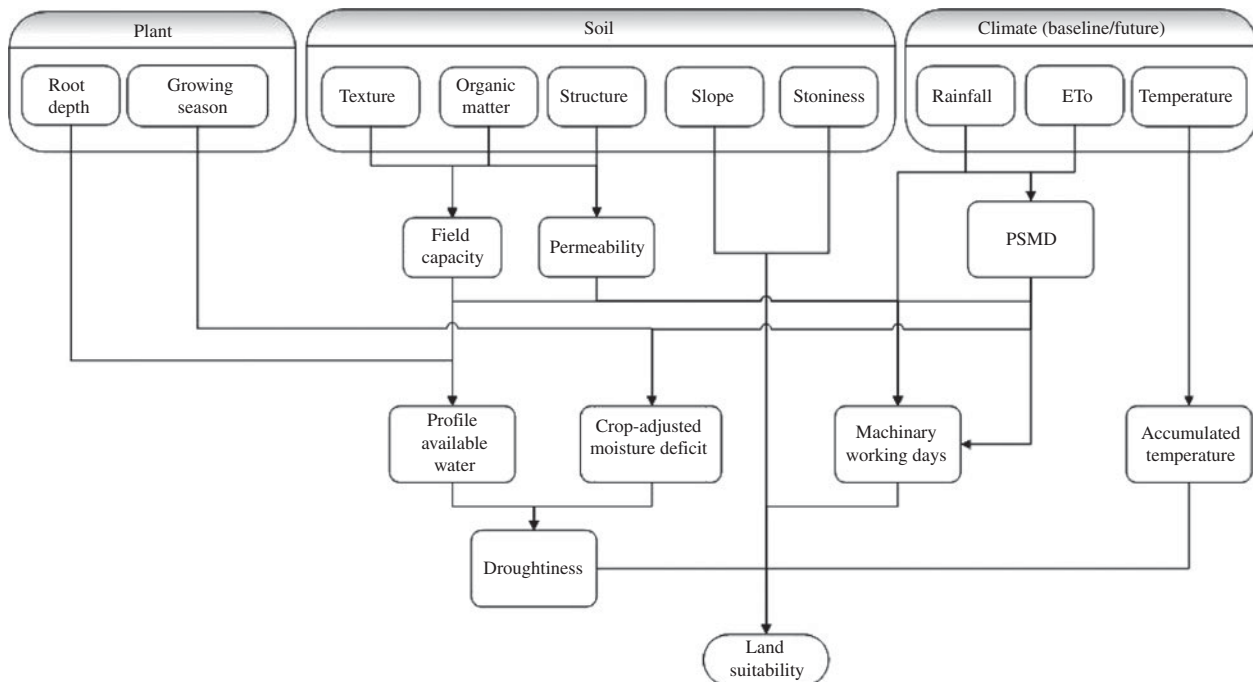 Plant
Soil
Climate (baseline/future)
Root
depth
Growing
season
Texture
Organic
matter
Structure
Slope
Stoniness
Rainfall
ETo
Temperature
Field
capacity
Permeability
PSMD
Profile
available
water
Crop-adjusted
moisture deficit
Machinary
working days
Accumulated
temperature
Droughtiness
Land
suitability